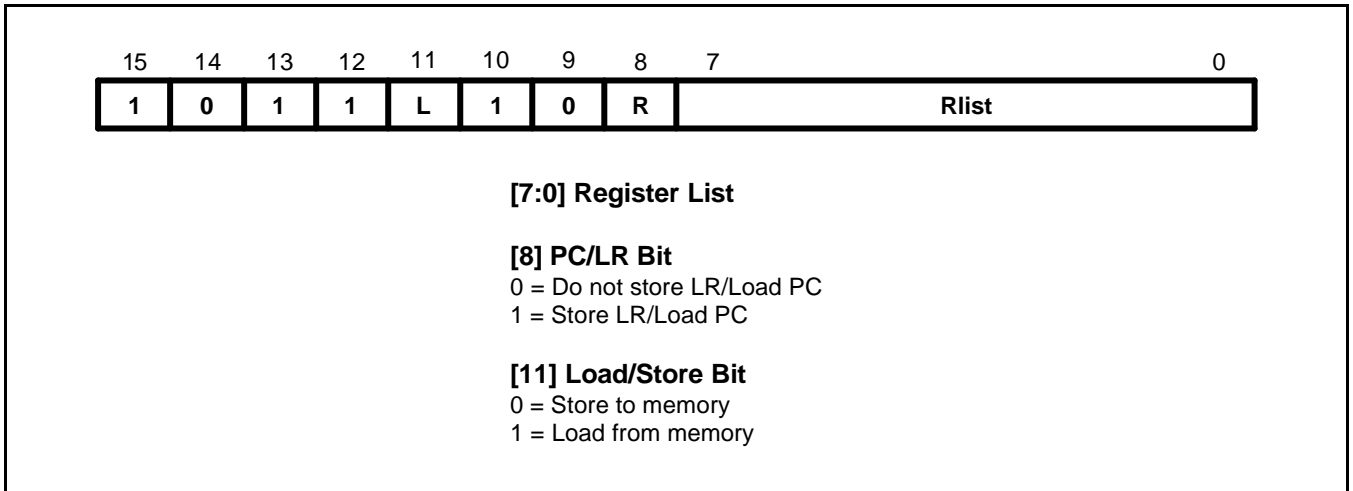 15 14 13 12 11 10 9 8 7 0
1 0 1 1 L 1 0 R Rlist
[7:0] Register List
[8] PC/LR Bit
0 = Do not store LR/Load PC
1 = Store LR/Load PC
[11] Load/Store Bit
0 = Store to memory
1 = Load from memory